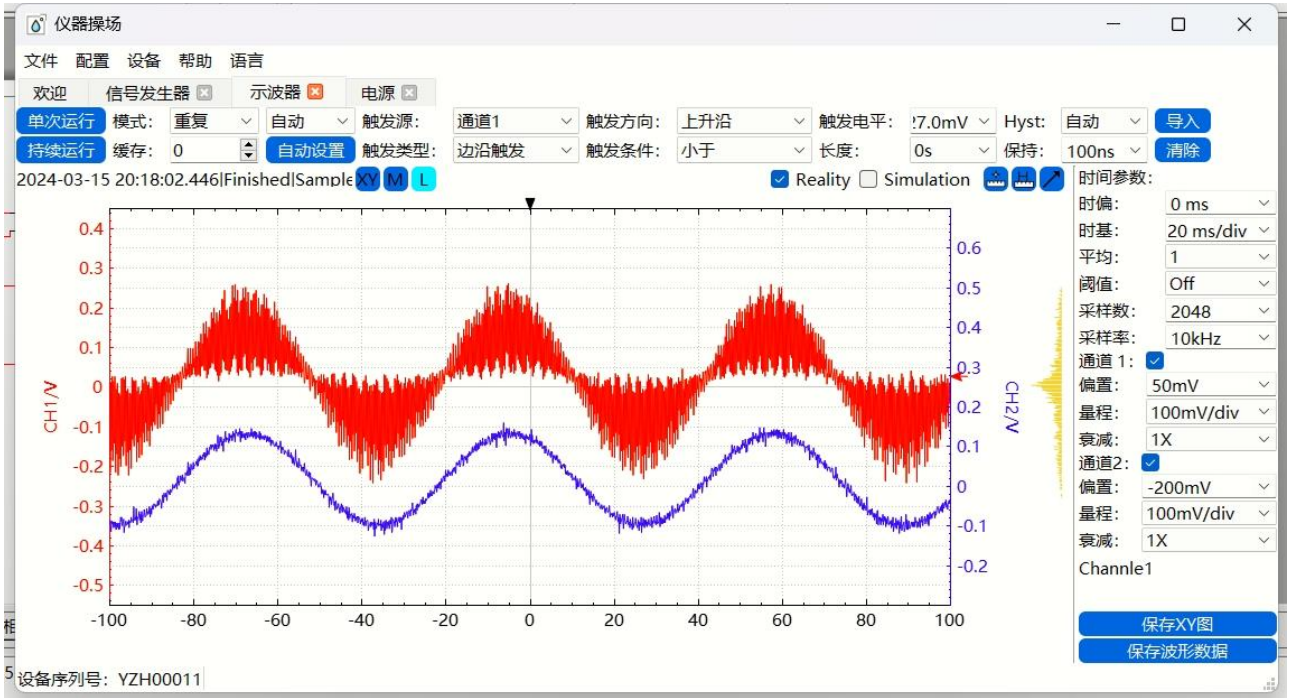 仪器操场
文件 配置 设备 帮助 语言
欢迎 信号发生器 示波器 电源
单次运行 模式: 重复 自动 触发源: 通道1 触发方向: 上升沿 触发电平: 27.0mV Hyst: 自动 导入
持续运行 缓存: 0 自动设置 触发类型: 边沿触发 触发条件: 小于 长度: 0s 保持: 100ns 清除
2024-03-15 20:18:02.446|Finished|Sample XY M L Reality Simulation
时间参数:
时偏: 0 ms
时基: 20 ms/div
平均: 1
阈值: Off
采样数: 2048
采样率: 10kHz
通道 1:
偏置: 50mV
量程: 100mV/div
衰减: 1X
通道2:
偏置: -200mV
量程: 100mV/div
衰减: 1X
Channle1
保存XY图
保存波形数据
CH1/V
0.4
0.3
0.2
0.1
0
-0.1
-0.2
-0.3
-0.4
-0.5
CH2/V
0.6
0.5
0.4
0.3
0.2
0.1
0
-0.1
-0.2
-100 -80 -60 -40 -20 0 20 40 60 80 100
设备序列号: YZH00011